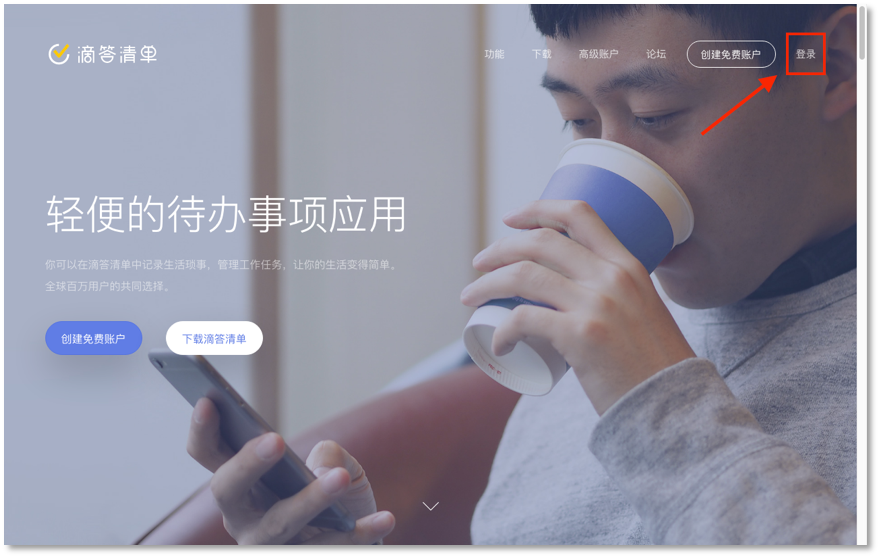 滴答清单
功能 下载 高级账户 论坛 创建免费账户 登录
轻便的待办事项应用
你可以在滴答清单中记录生活琐事，管理工作任务，让你的生活变得简单。
全球百万用户的共同选择。
创建免费账户 下载滴答清单